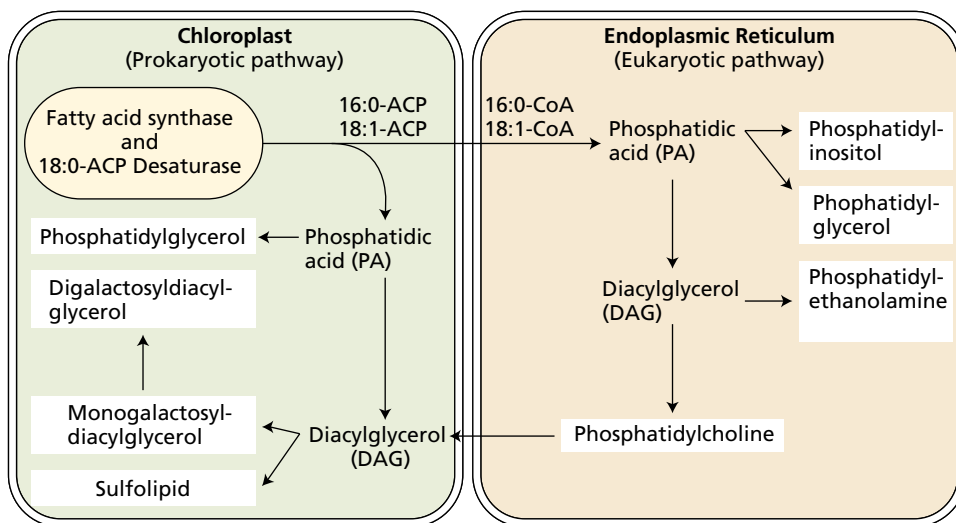 Chloroplast
(Prokaryotic pathway)
Fatty acid synthase
and
18:0-ACP Desaturase
16:0-ACP
18:1-ACP
Phosphatidylglycerol
Phosphatidic
acid (PA)
Digalactosyldiacyl-
glycerol
Monogalactosyl-
diacylglycerol
Diacylglycerol
(DAG)
Sulfolipid
Endoplasmic Reticulum
(Eukaryotic pathway)
16:0-CoA
18:1-CoA
Phosphatidic
acid (PA)
Phosphatidyl-
inositol
Phophatidyl-
glycerol
Diacylglycerol
(DAG)
Phosphatidyl-
ethanolamine
Phosphatidylcholine